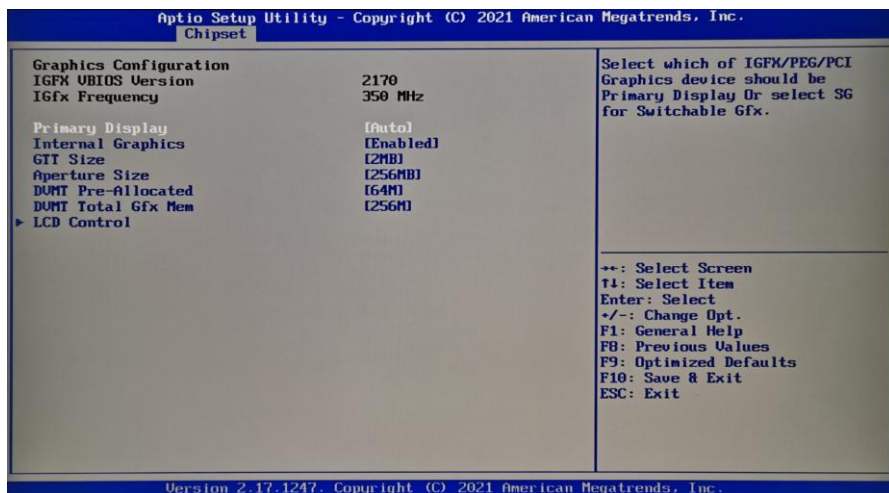 Aptio Setup Utility - Copyright (C) 2021 American Megatrends, Inc.
Chipset
Graphics Configuration
IGFX VBIOS Version 2170
IGfx Frequency 350 MHz
Primary Display [Auto]
Internal Graphics [Enabled]
GTT Size [2MB]
Aperture Size [256MB]
DVMT Pre-Allocated [64M]
DVMT Total Gfx Mem [256M]
► LCD Control
Select which of IGFX/PEG/PCI
Graphics device should be
Primary Display Or select SG
for Switchable Gfx.
→←: Select Screen
↑↓: Select Item
Enter: Select
+/-: Change Opt.
F1: General Help
F8: Previous Values
F9: Optimized Defaults
F10: Save & Exit
ESC: Exit
Version 2.17.1247. Copyright (C) 2021 American Megatrends, Inc.